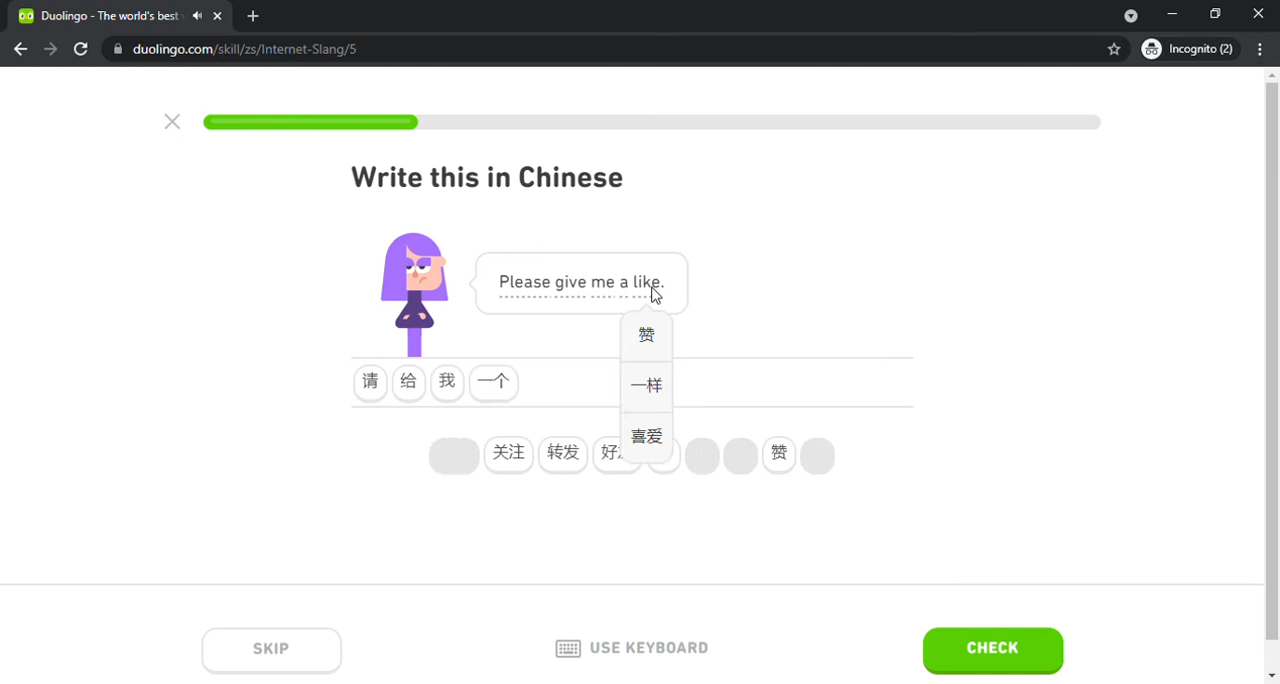 Duolingo - The world's best
duolingo.com/skill/zs/Internet-Slang/5
Incognito (2)
Write this in Chinese
Please give me a like.
赞
一样
喜爱
请 给 我 一个
关注 转发 赞
SKIP
USE KEYBOARD
CHECK